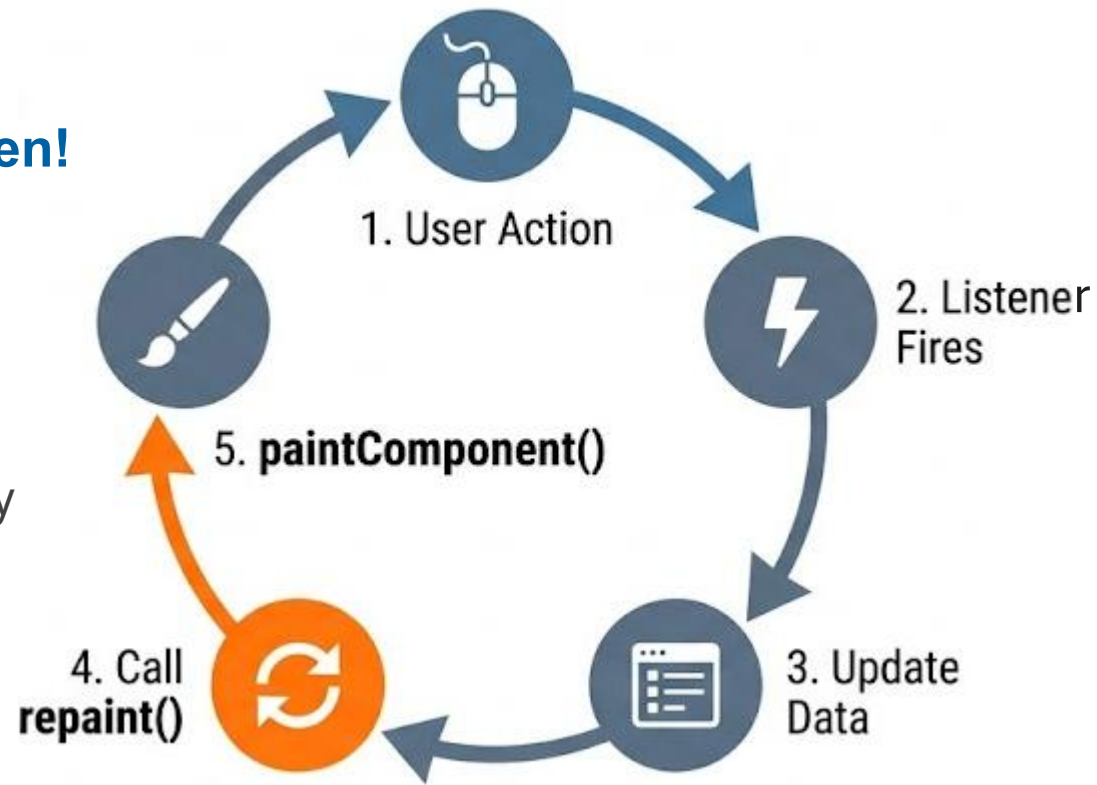 en!
1. User Action
2. Listener
Fires
5. paintComponent()
y
4. Call
repaint()
3. Update
Data